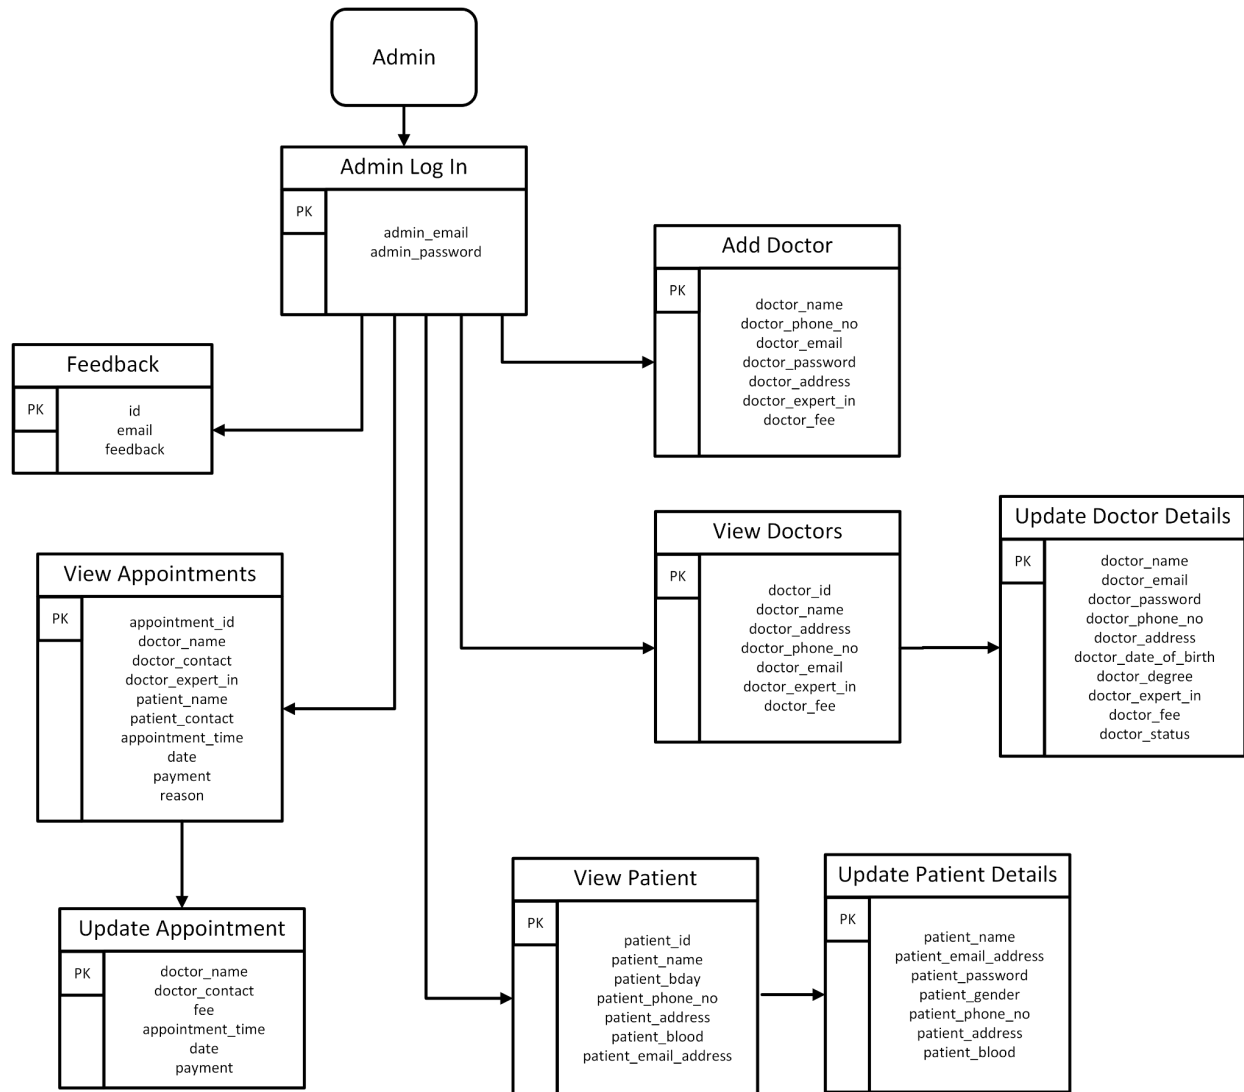 Admin
Admin Log In
PK
admin_email
admin_password
Add Doctor
PK
doctor_name
doctor_phone_no
doctor_email
doctor_password
doctor_address
doctor_expert_in
doctor_fee
Feedback
PK
id
email
feedback
View Doctors
PK
doctor_id
doctor_name
doctor_address
doctor_phone_no
doctor_email
doctor_expert_in
doctor_fee
Update Doctor Details
PK
doctor_name
doctor_email
doctor_password
doctor_phone_no
doctor_address
doctor_date_of_birth
doctor_degree
doctor_expert_in
doctor_fee
doctor_status
View Appointments
PK
appointment_id
doctor_name
doctor_contact
doctor_expert_in
patient_name
patient_contact
appointment_time
date
payment
reason
Update Appointment
PK
doctor_name
doctor_contact
fee
appointment_time
date
payment
View Patient
PK
patient_id
patient_name
patient_bday
patient_phone_no
patient_address
patient_blood
patient_email_address
Update Patient Details
PK
patient_name
patient_email_address
patient_password
patient_gender
patient_phone_no
patient_address
patient_blood